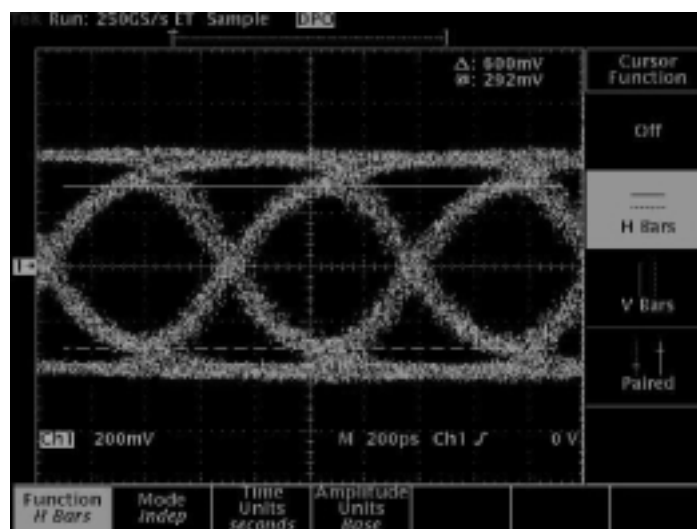 Tek Run: 250GS/s ET Sample DPO
Δ: 600mV
@: 292mV
Cursor
Function
Off
H Bars
V Bars
Paired
Ch1 200mV M 200ps Ch1 0 V
Function
H Bars
Mode
Indep
Time
Units
seconds
Amplitude
Units
Base